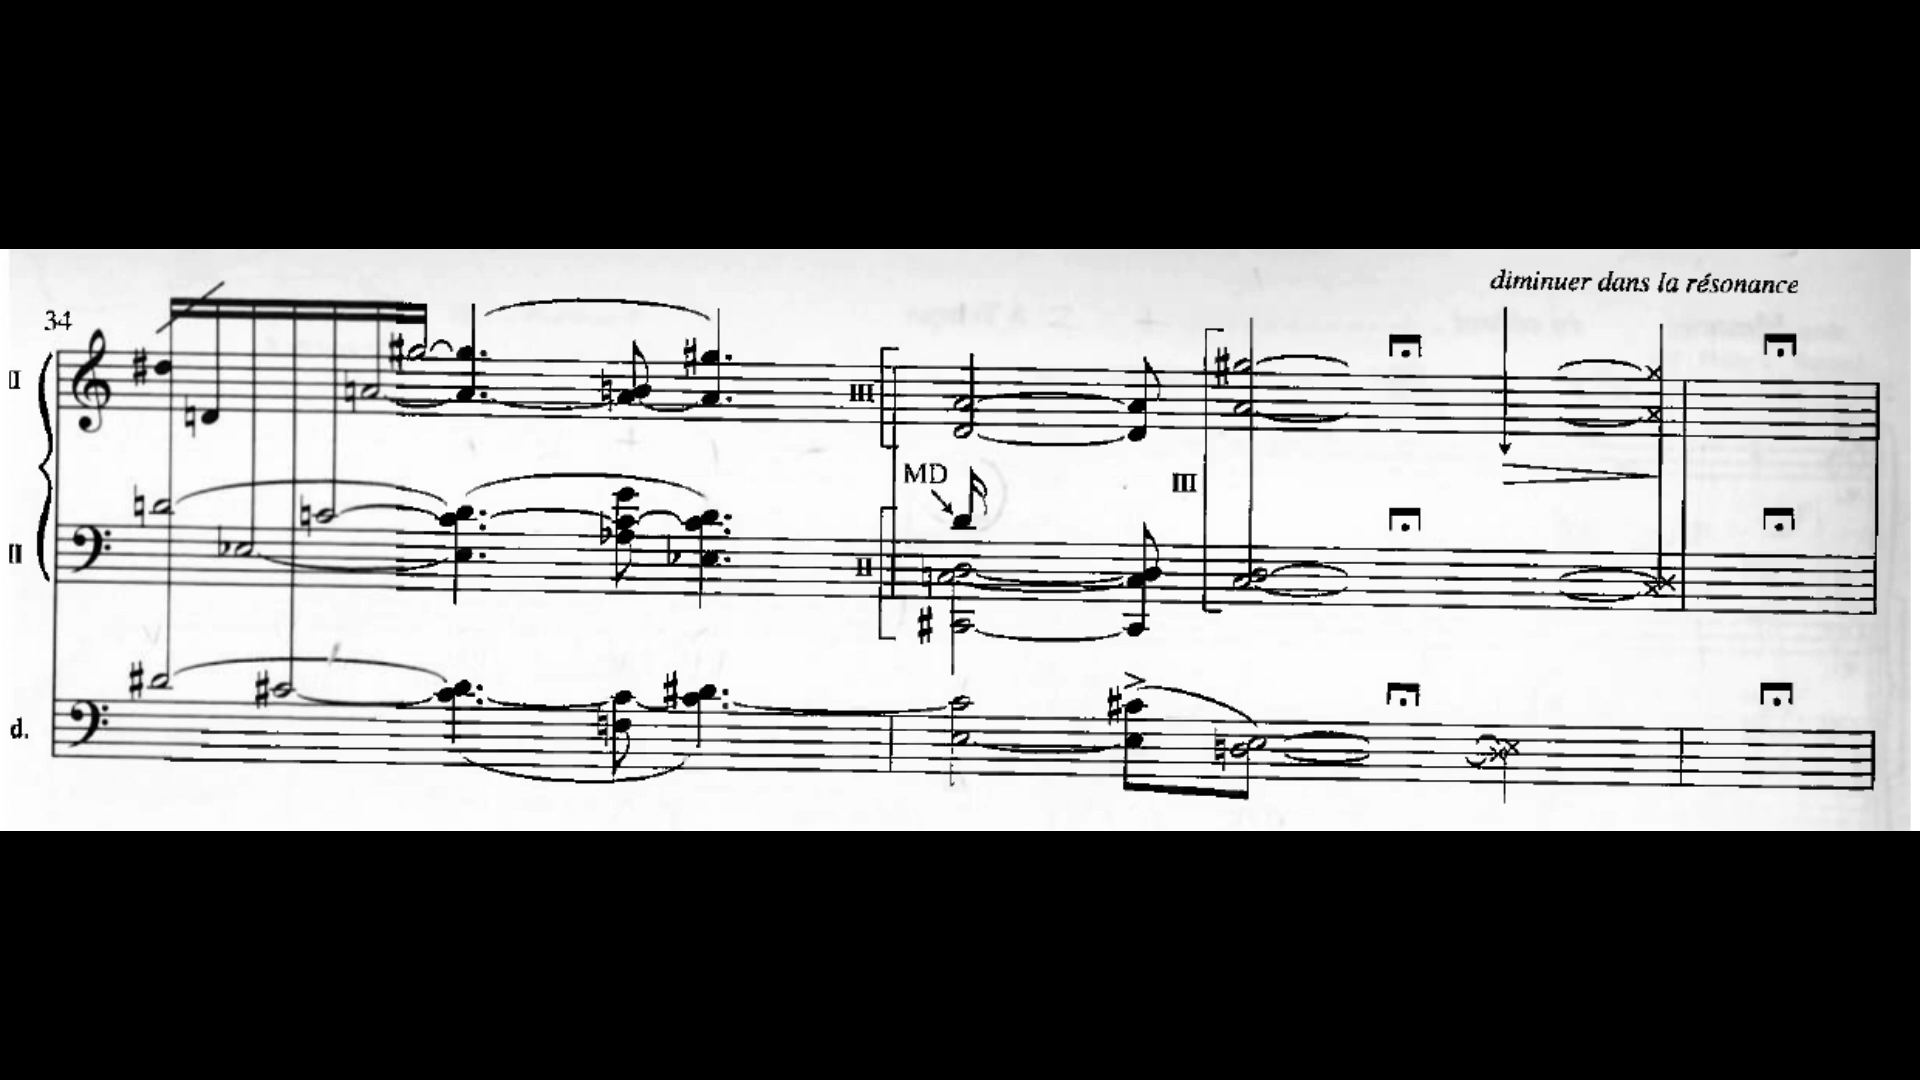 diminuer dans la résonance
34
II
III
MD
III
II
II
d.